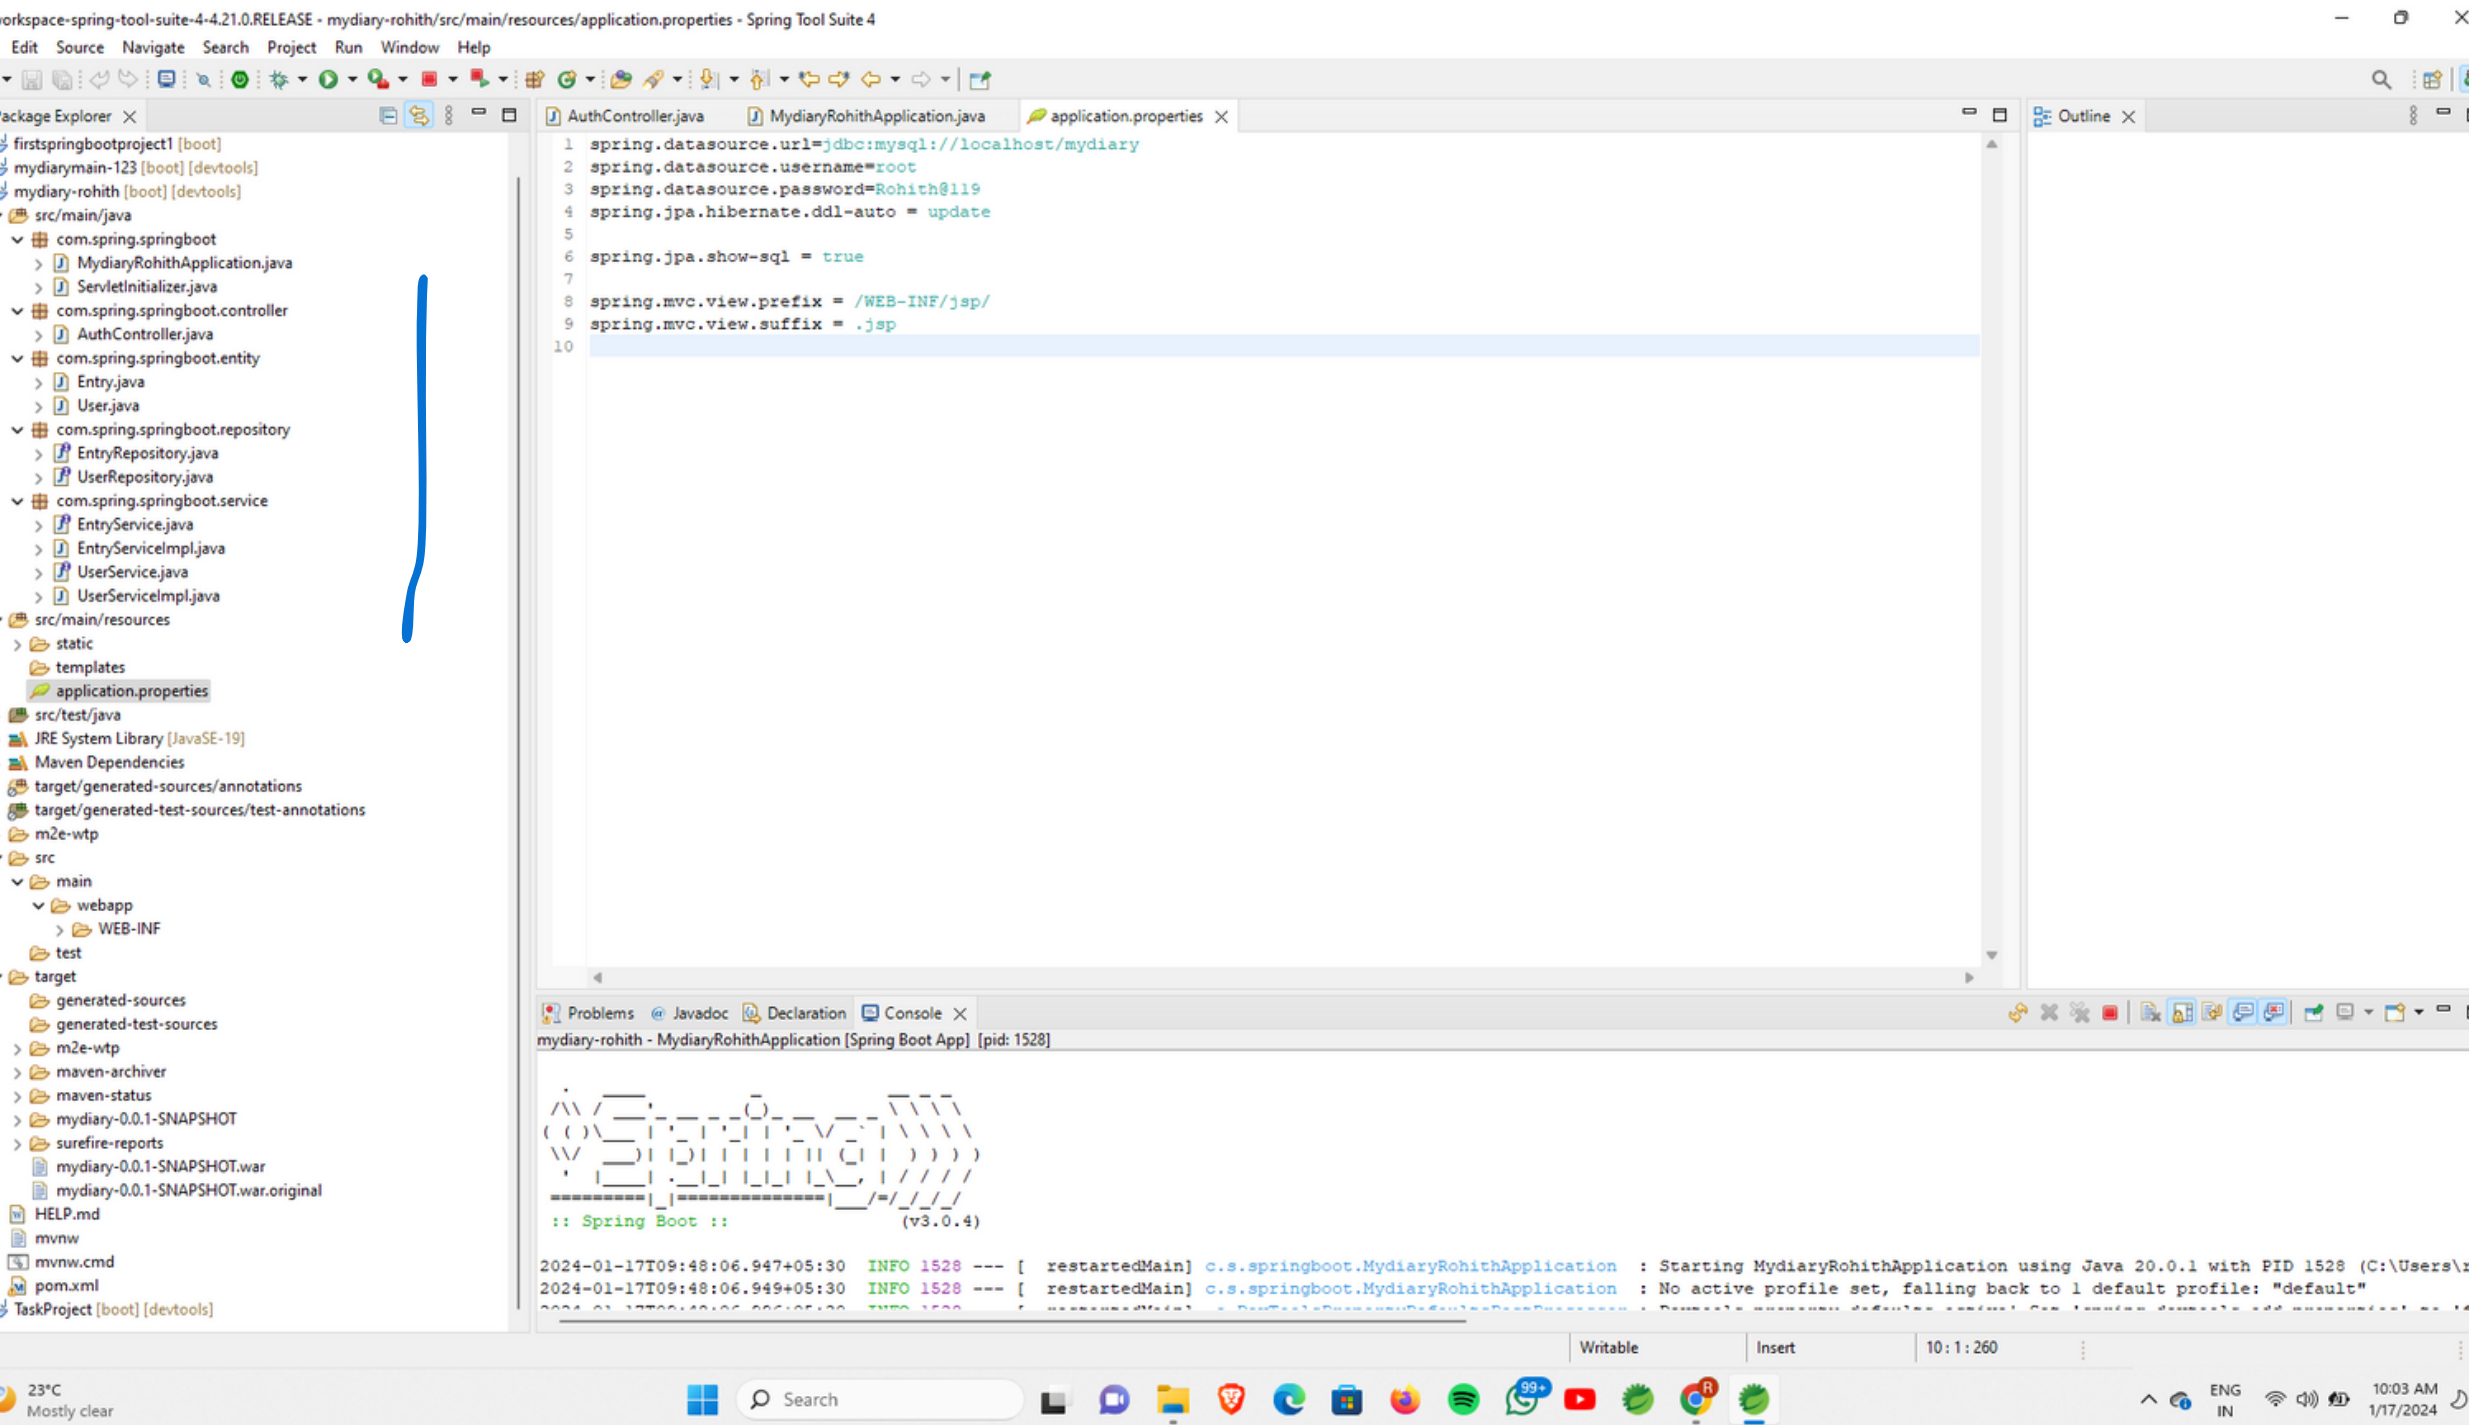 orkspace-spring-tool-suite-4-4.21.0.RELEASE - mydiary-rohith/src/main/resources/application.properties - Spring Tool Suite 4
Edit Source Navigate Search Project Run Window Help
ackage Explorer
firstspringbootproject1 [boot]
mydiarymain-123 [boot] [devtools]
mydiary-rohith [boot] [devtools]
src/main/java
com.spring.springboot
MydiaryRohithApplication.java
ServletInitializer.java
com.spring.springboot.controller
AuthController.java
com.spring.springboot.entity
Entry.java
User.java
com.spring.springboot.repository
EntryRepository.java
UserRepository.java
com.spring.springboot.service
EntryService.java
EntryServiceImpl.java
UserService.java
UserServiceImpl.java
src/main/resources
static
templates
application.properties
src/test/java
JRE System Library [JavaSE-19]
Maven Dependencies
target/generated-sources/annotations
target/generated-test-sources/test-annotations
m2e-wtp
src
main
webapp
WEB-INF
test
target
generated-sources
generated-test-sources
m2e-wtp
maven-archiver
maven-status
mydiary-0.0.1-SNAPSHOT
surefire-reports
mydiary-0.0.1-SNAPSHOT.war
mydiary-0.0.1-SNAPSHOT.war.original
HELP.md
mvnw
mvnw.cmd
pom.xml
TaskProject [boot] [devtools]
AuthController.java MydiaryRohithApplication.java application.properties
1 spring.datasource.url=jdbc:mysql://localhost/mydiary
2 spring.datasource.username=root
3 spring.datasource.password=Rohith@119
4 spring.jpa.hibernate.ddl-auto = update
5
6 spring.jpa.show-sql = true
7
8 spring.mvc.view.prefix = /WEB-INF/jsp/
9 spring.mvc.view.suffix = .jsp
10
Outline
Problems Javadoc Declaration Console
mydiary-rohith - MydiaryRohithApplication [Spring Boot App] [pid: 1528]
Spring
:: Spring Boot :: (v3.0.4)
2024-01-17T09:48:06.947+05:30 INFO 1528 --- [ restartedMain] c.s.springboot.MydiaryRohithApplication : Starting MydiaryRohithApplication using Java 20.0.1 with PID 1528 (C:\Users\r
2024-01-17T09:48:06.949+05:30 INFO 1528 --- [ restartedMain] c.s.springboot.MydiaryRohithApplication : No active profile set, falling back to 1 default profile: "default"
Writable Insert 10 : 1 : 260
23°C
Mostly clear
Search
99+
R
ENG
IN
10:03 AM
1/17/2024